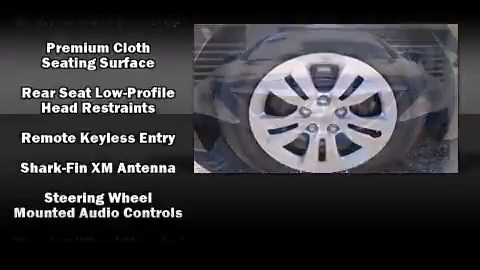 Premium Cloth
Seating Surface
Rear Seat Low-Profile
Head Restraints
Remote Keyless Entry
Shark-Fin XM Antenna
Steering Wheel
Mounted Audio Controls